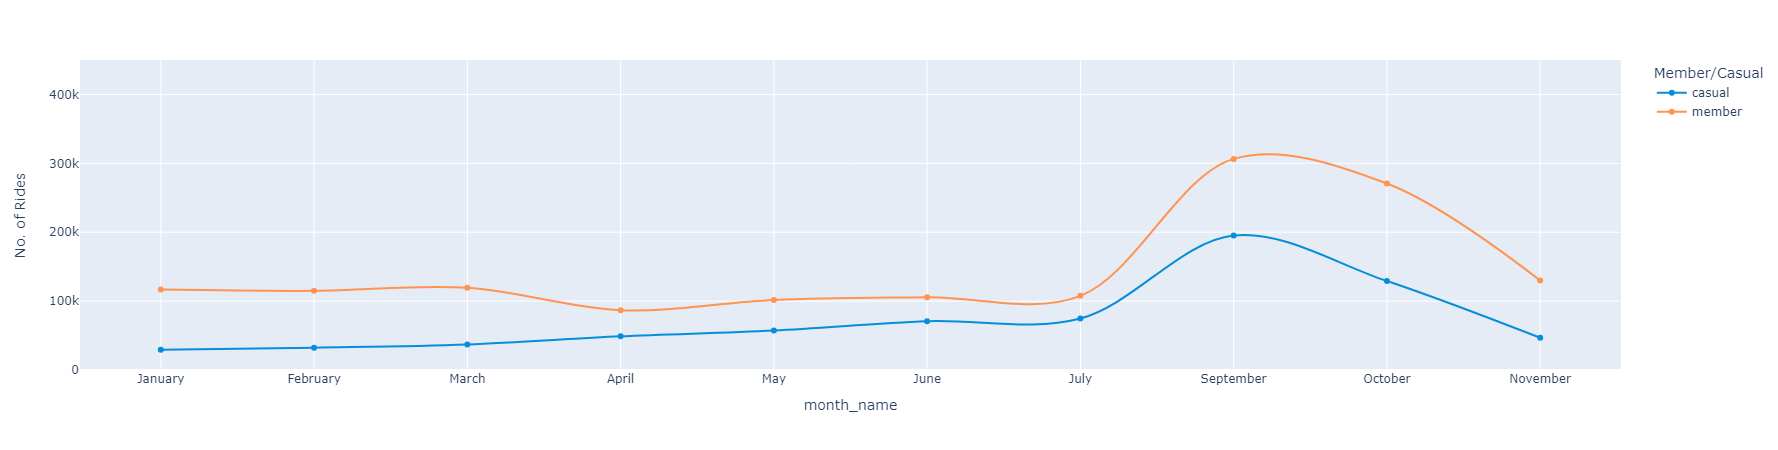 Member/Casual
casual
member
No. of Rides
400k
300k
200k
100k
0
January February March April May June July September October November
month_name